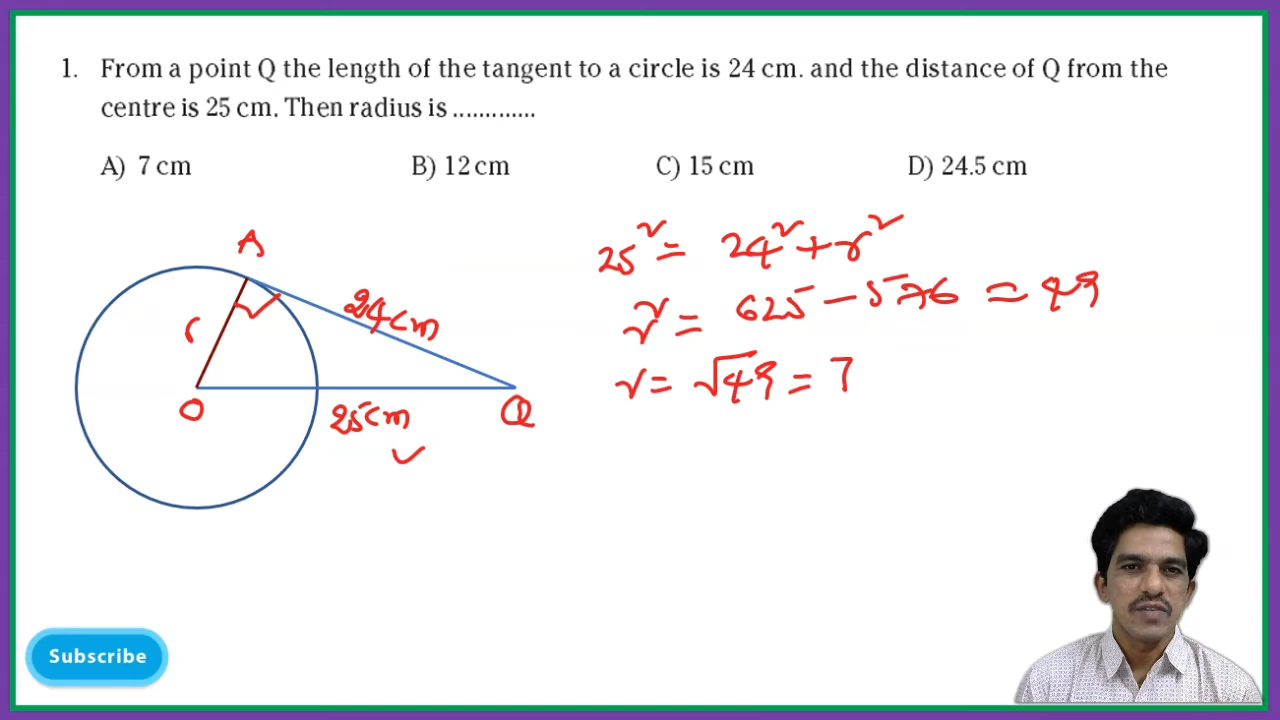 1. From a point Q the length of the tangent to a circle is 24 cm. and the distance of Q from the
centre is 25 cm. Then radius is .............
A) 7 cm B) 12 cm C) 15 cm D) 24.5 cm
A
r
24cm
O
25cm
Q
25² = 24² + r²
r² = 625 - 576 = 49
r = √49 = 7
Subscribe